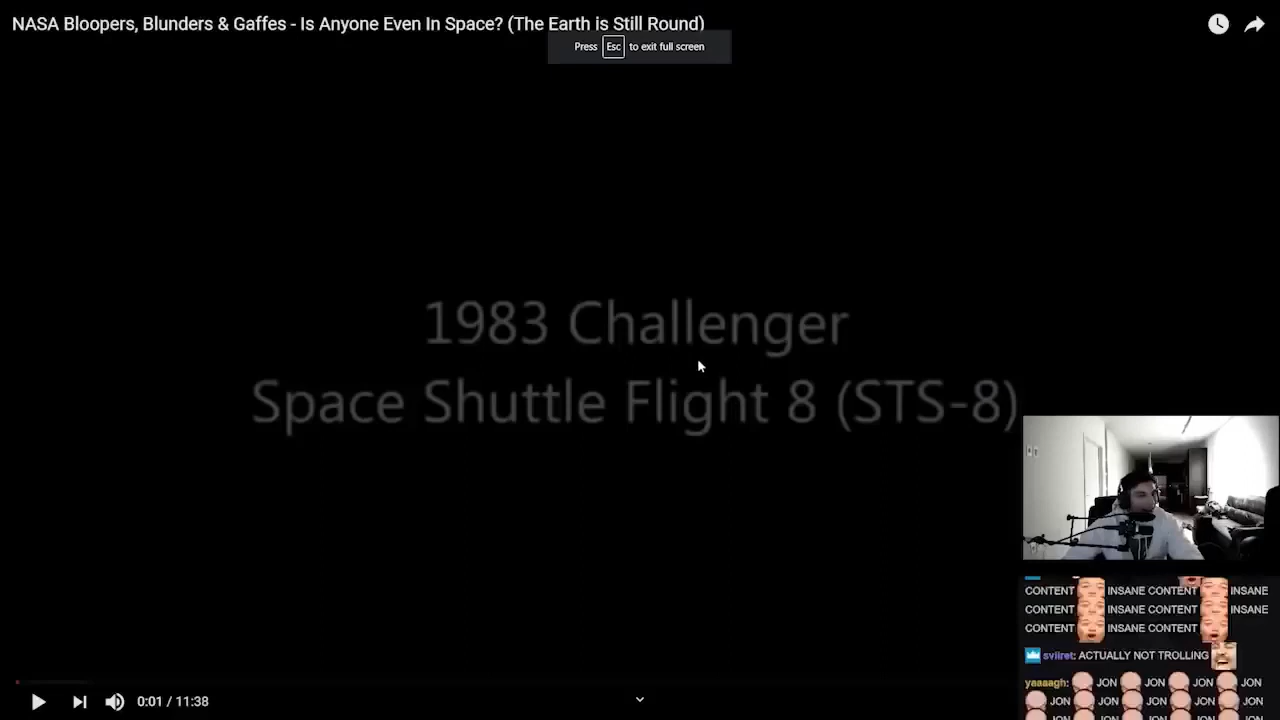 NASA Bloopers, Blunders & Gaffes - Is Anyone Even In Space? (The Earth is Still Round)
Press Esc to exit full screen
1983 Challenger
Space Shuttle Flight 8 (STS-8)
CONTENT INSANE CONTENT INSANE
CONTENT INSANE CONTENT INSANE
CONTENT INSANE CONTENT
sviiret: ACTUALLY NOT TROLLING
yaaaagh: JON JON JON JON
JON JON JON JON JON
0:01 / 11:38